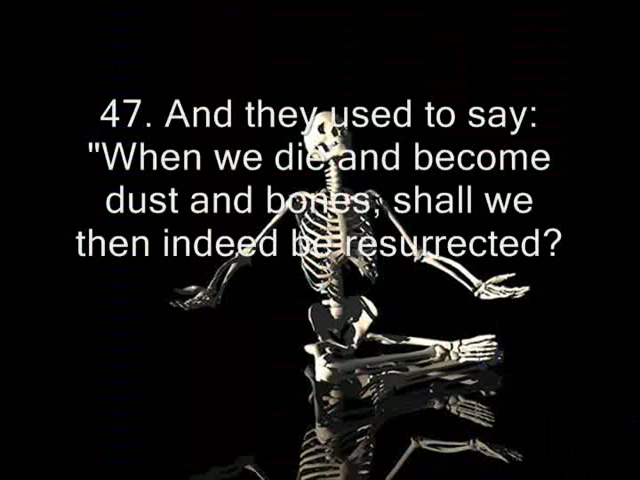 47. And they used to say:
"When we die and become
dust and bones, shall we
then indeed be resurrected?